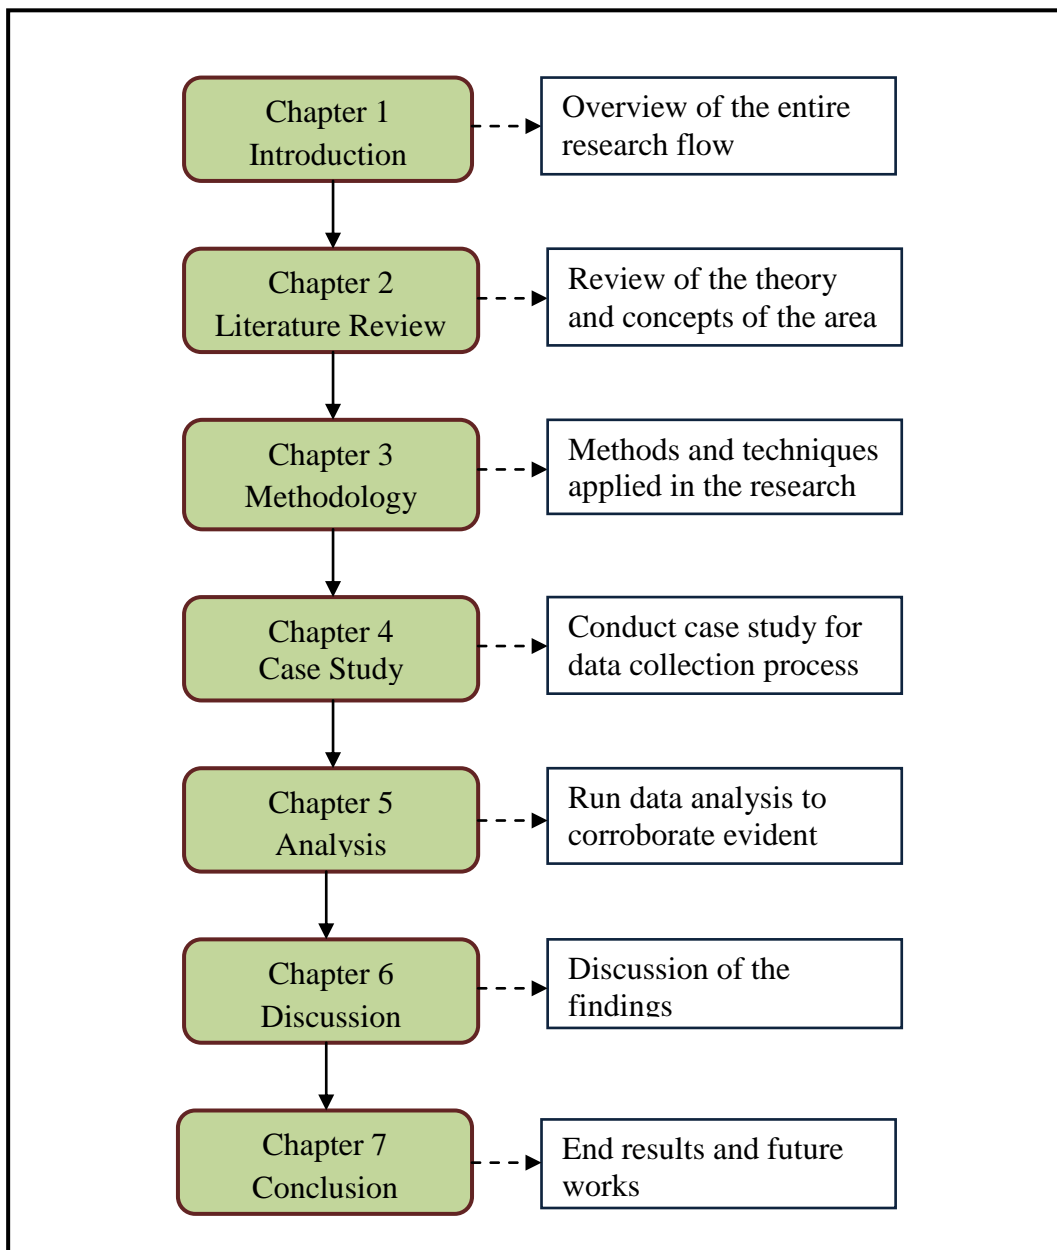 Chapter 1
Introduction
Overview of the entire
research flow
Chapter 2
Literature Review
Review of the theory
and concepts of the area
Chapter 3
Methodology
Methods and techniques
applied in the research
Chapter 4
Case Study
Conduct case study for
data collection process
Chapter 5
Analysis
Run data analysis to
corroborate evident
Chapter 6
Discussion
Discussion of the
findings
Chapter 7
Conclusion
End results and future
works